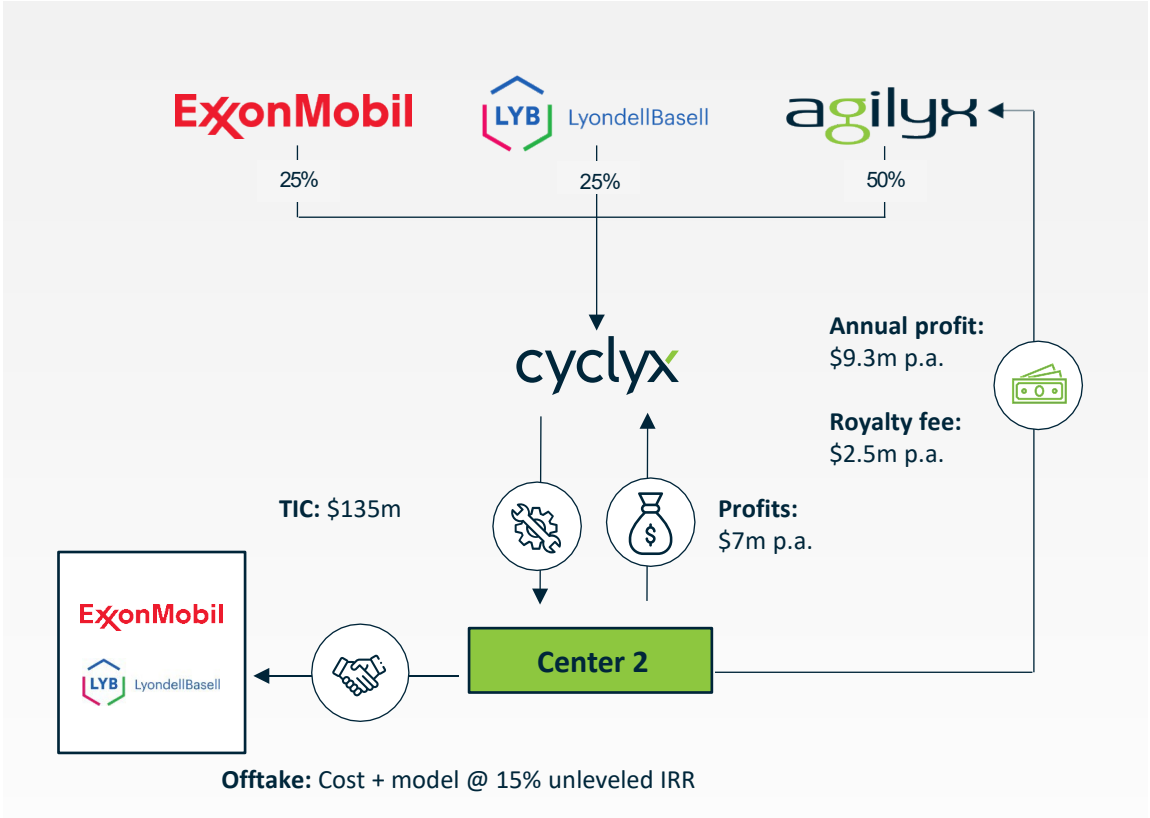 ExxonMobil
LYB LyondellBasell
agilyx
25%
25%
50%
cyclyx
Annual profit:
$9.3m p.a.
Royalty fee:
$2.5m p.a.
TIC: $135m
$
Profits:
$7m p.a.
ExxonMobil
LYB LyondellBasell
Center 2
Offtake: Cost + model @ 15% unleveled IRR